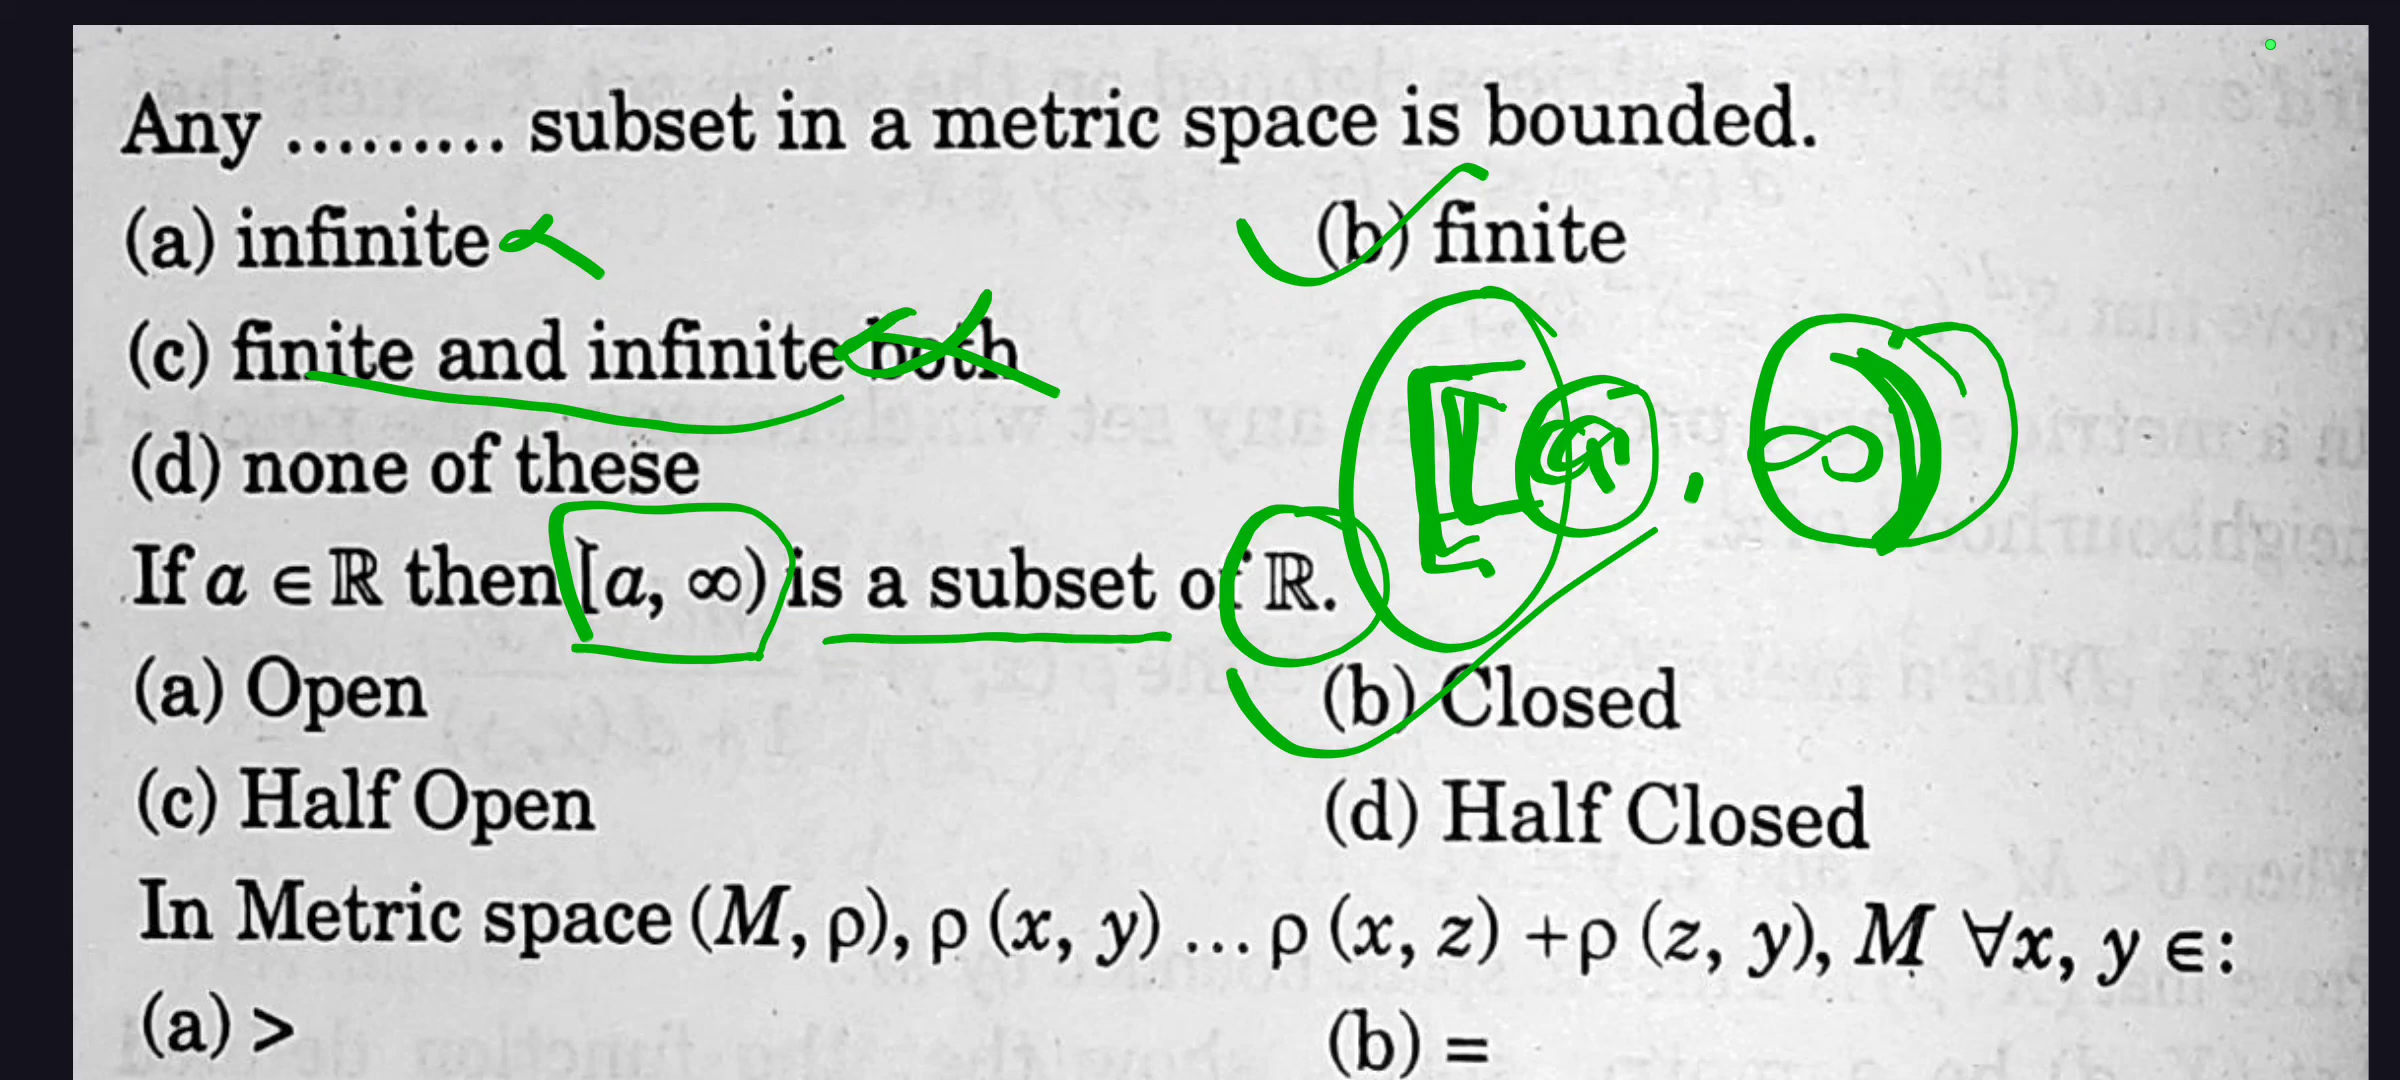 Any ......... subset in a metric space is bounded.
(a) infinite
(b) finite
(c) finite and infinite both
(d) none of these
[a, ∞)
If a ∈ ℝ then [a, ∞) is a subset of ℝ.
(a) Open
(b) Closed
(c) Half Open
(d) Half Closed
In Metric space (M, ρ), ρ (x, y) ... ρ (x, z) +ρ (z, y), M ∀x, y ∈:
(a) >
(b) =